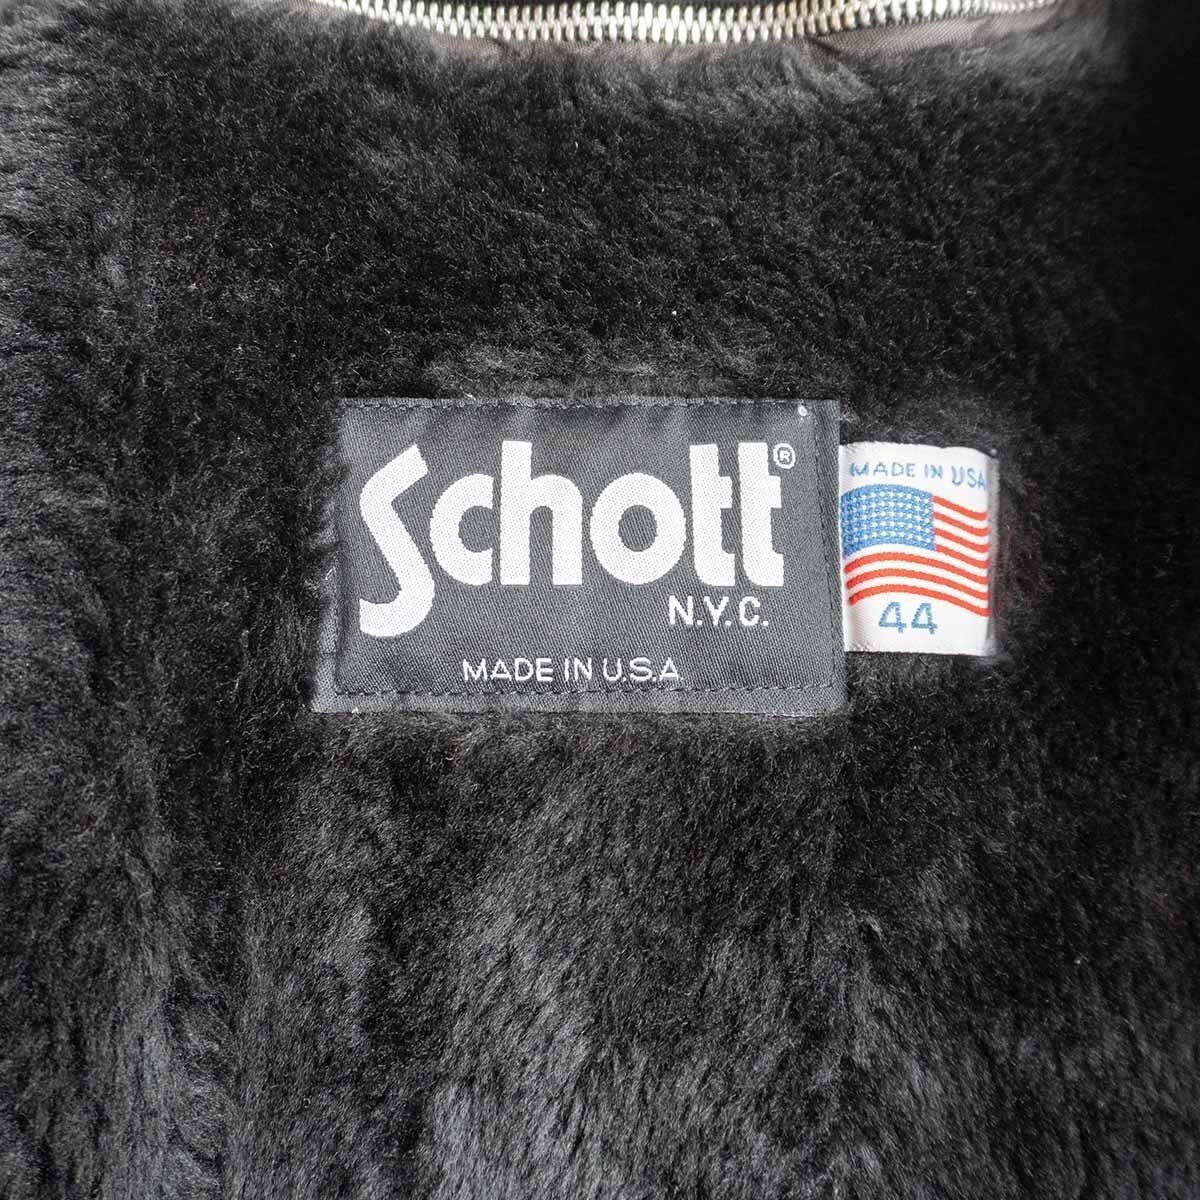 Schott®
N.Y.C.
MADE IN U.S.A
MADE IN USA
44